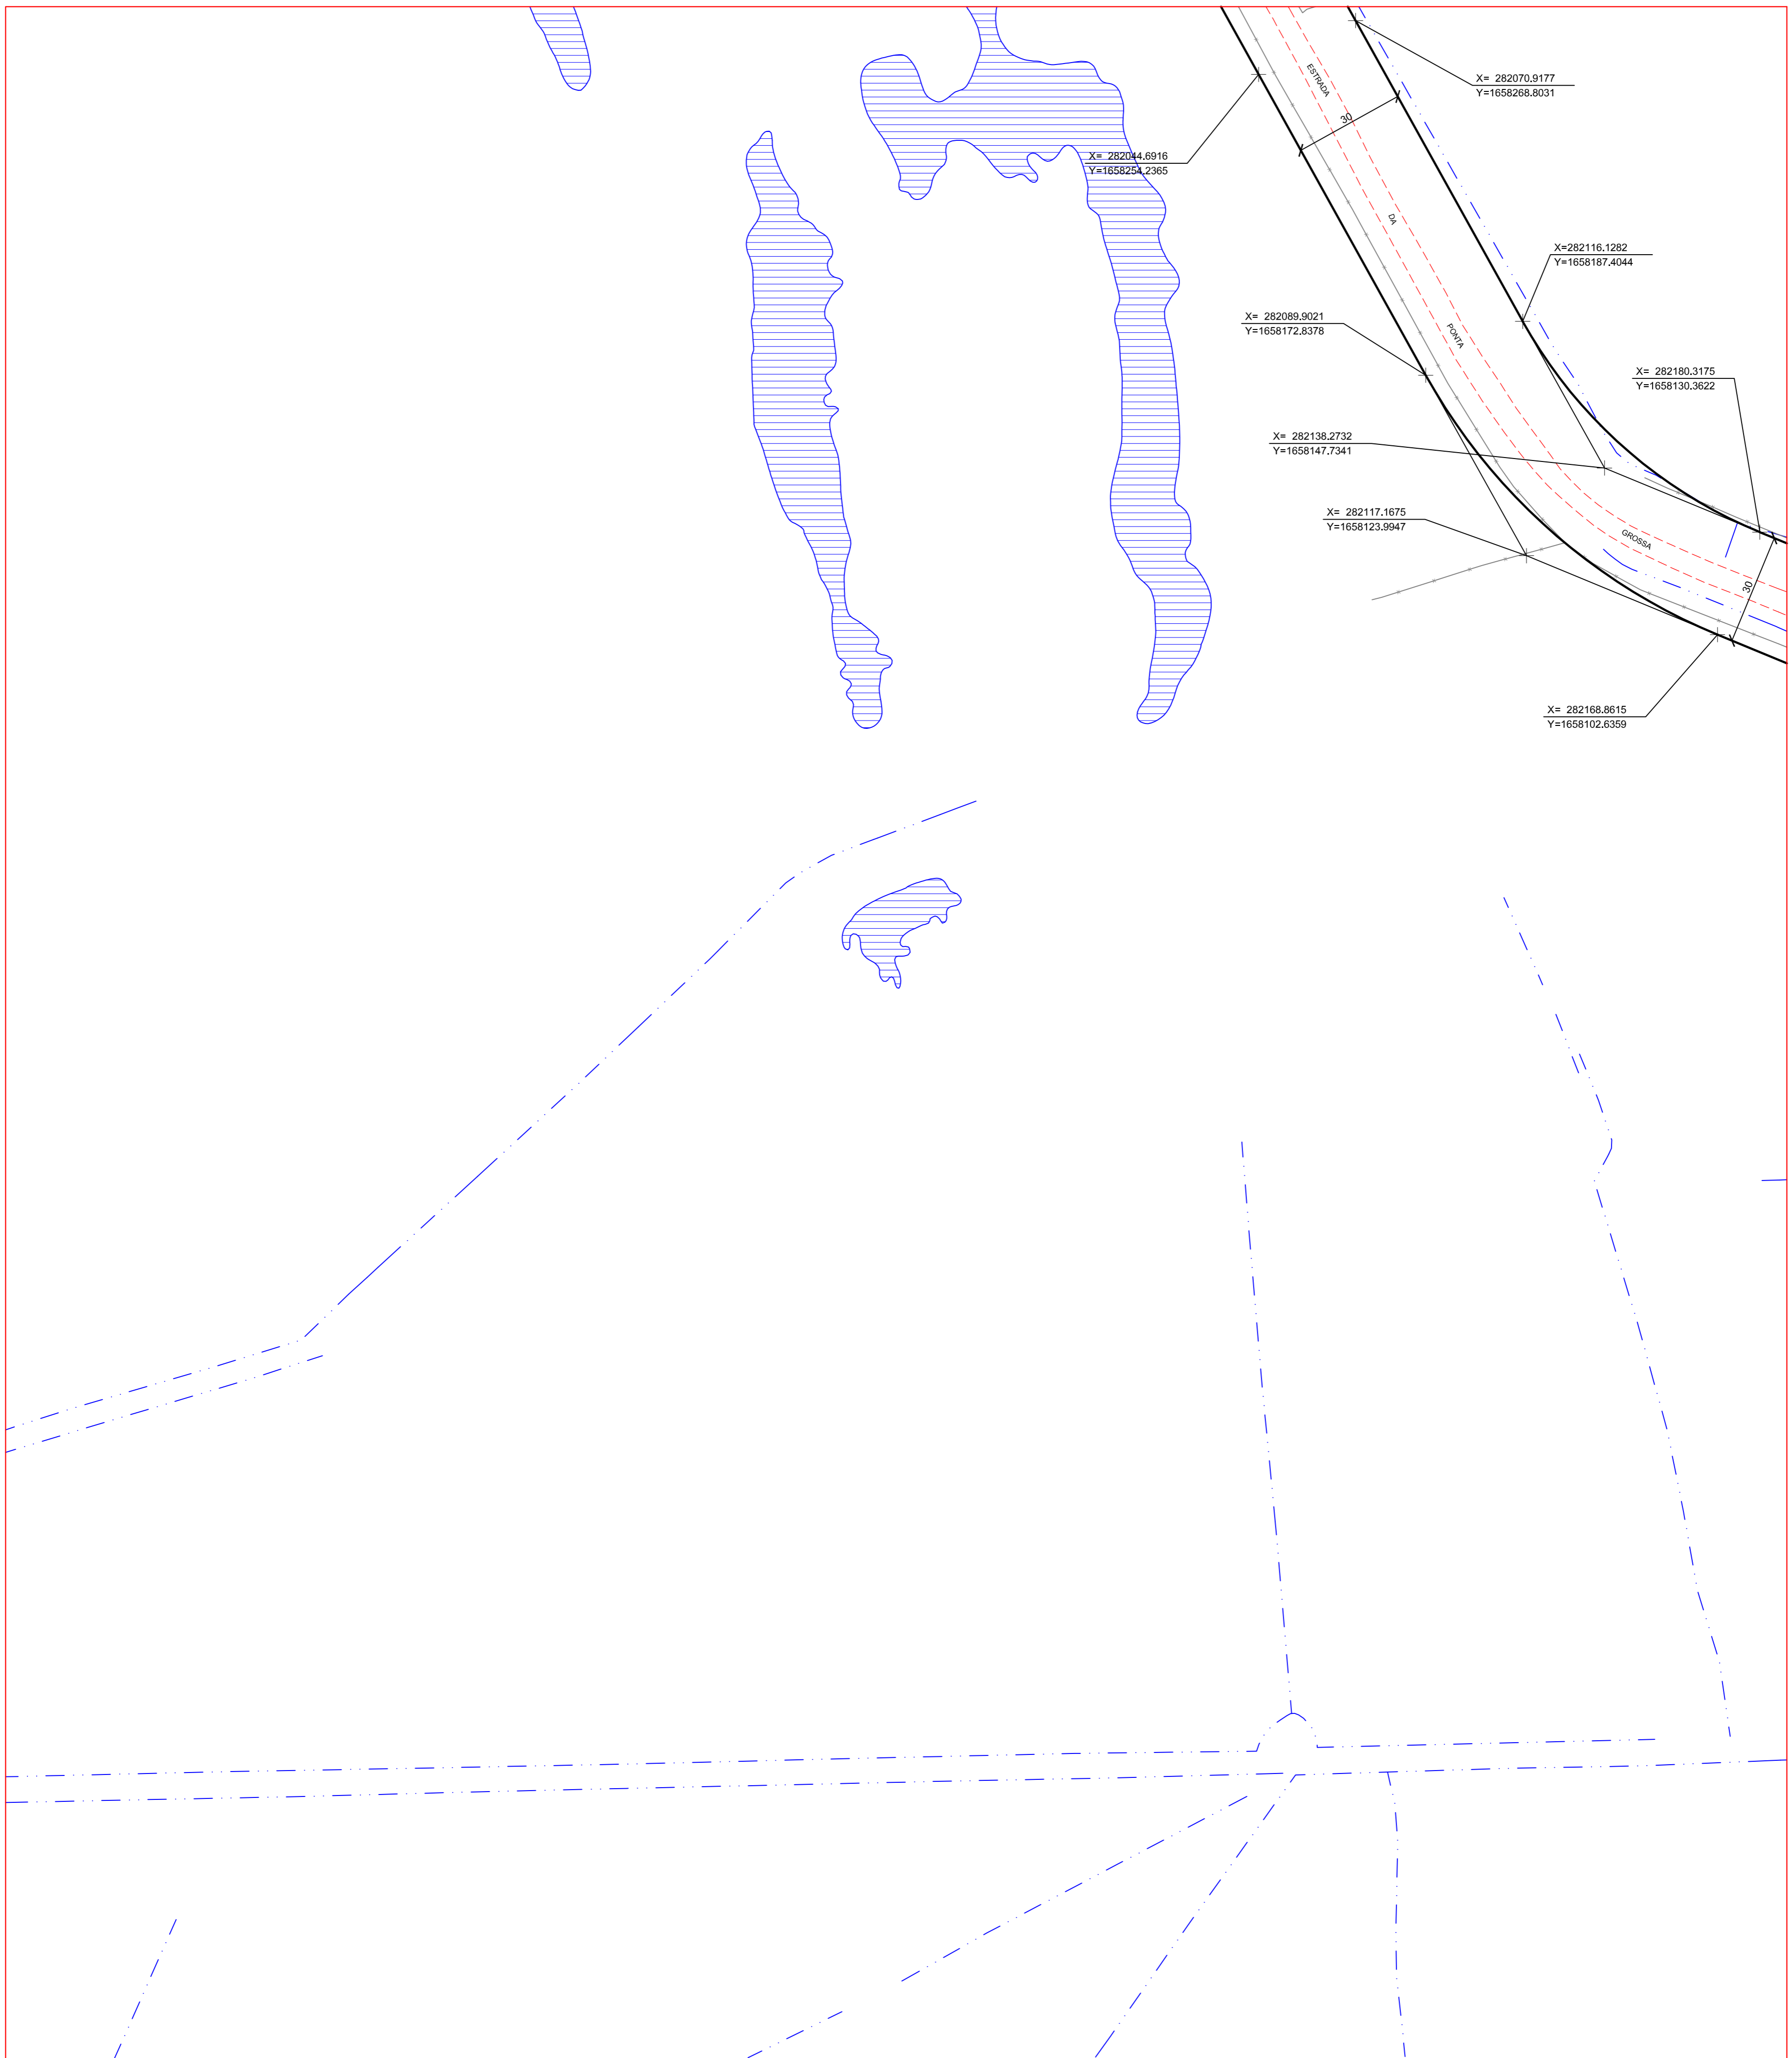 X= 282070.9177
Y=1658268.8031
ESTRADA
30
X= 282044.6916
Y=1658254.2365
DA
X=282116.1282
Y=1658187.4044
X= 282089.9021
Y=1658172.8378
PONTA
X= 282180.3175
Y=1658130.3622
X= 282138.2732
Y=1658147.7341
X= 282117.1675
Y=1658123.9947
GROSSA
30
X= 282168.8615
Y=1658102.6359